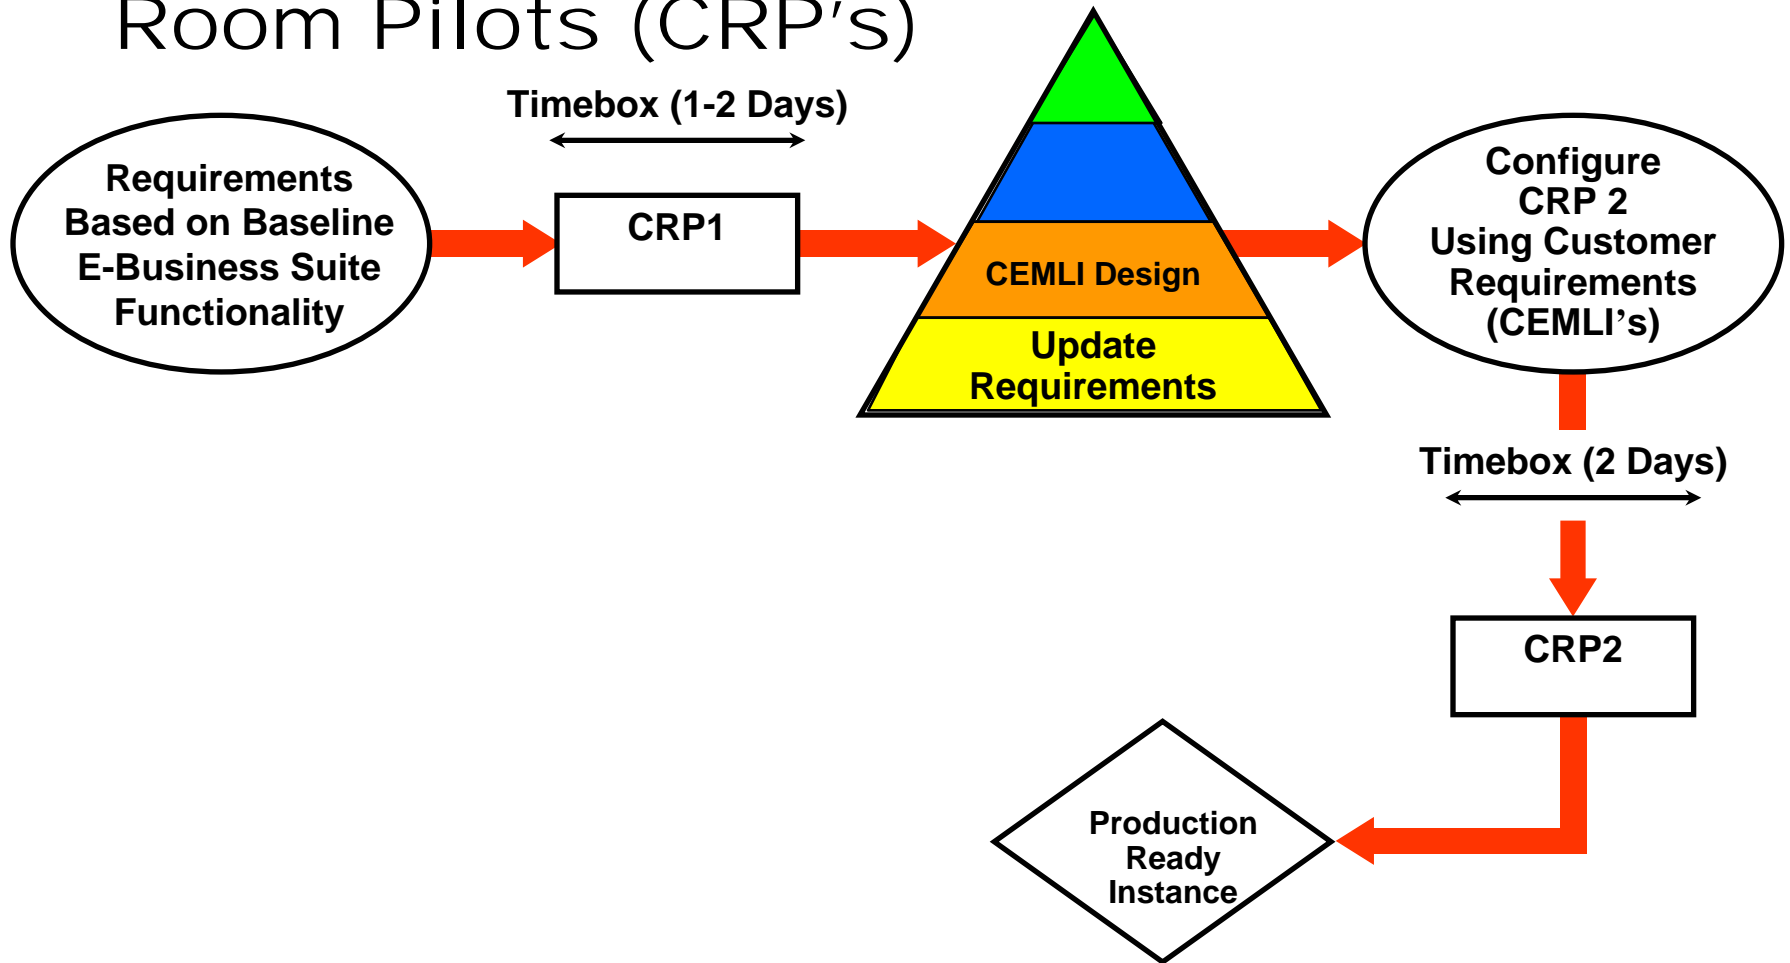 Room Pilots (CRP's)
Timebox (1-2 Days)
Requirements
Based on Baseline
E-Business Suite
Functionality
CRP1
CEMLI Design
Update
Requirements
Configure
CRP 2
Using Customer
Requirements
(CEMLI’s)
Timebox (2 Days)
CRP2
Production
Ready
Instance